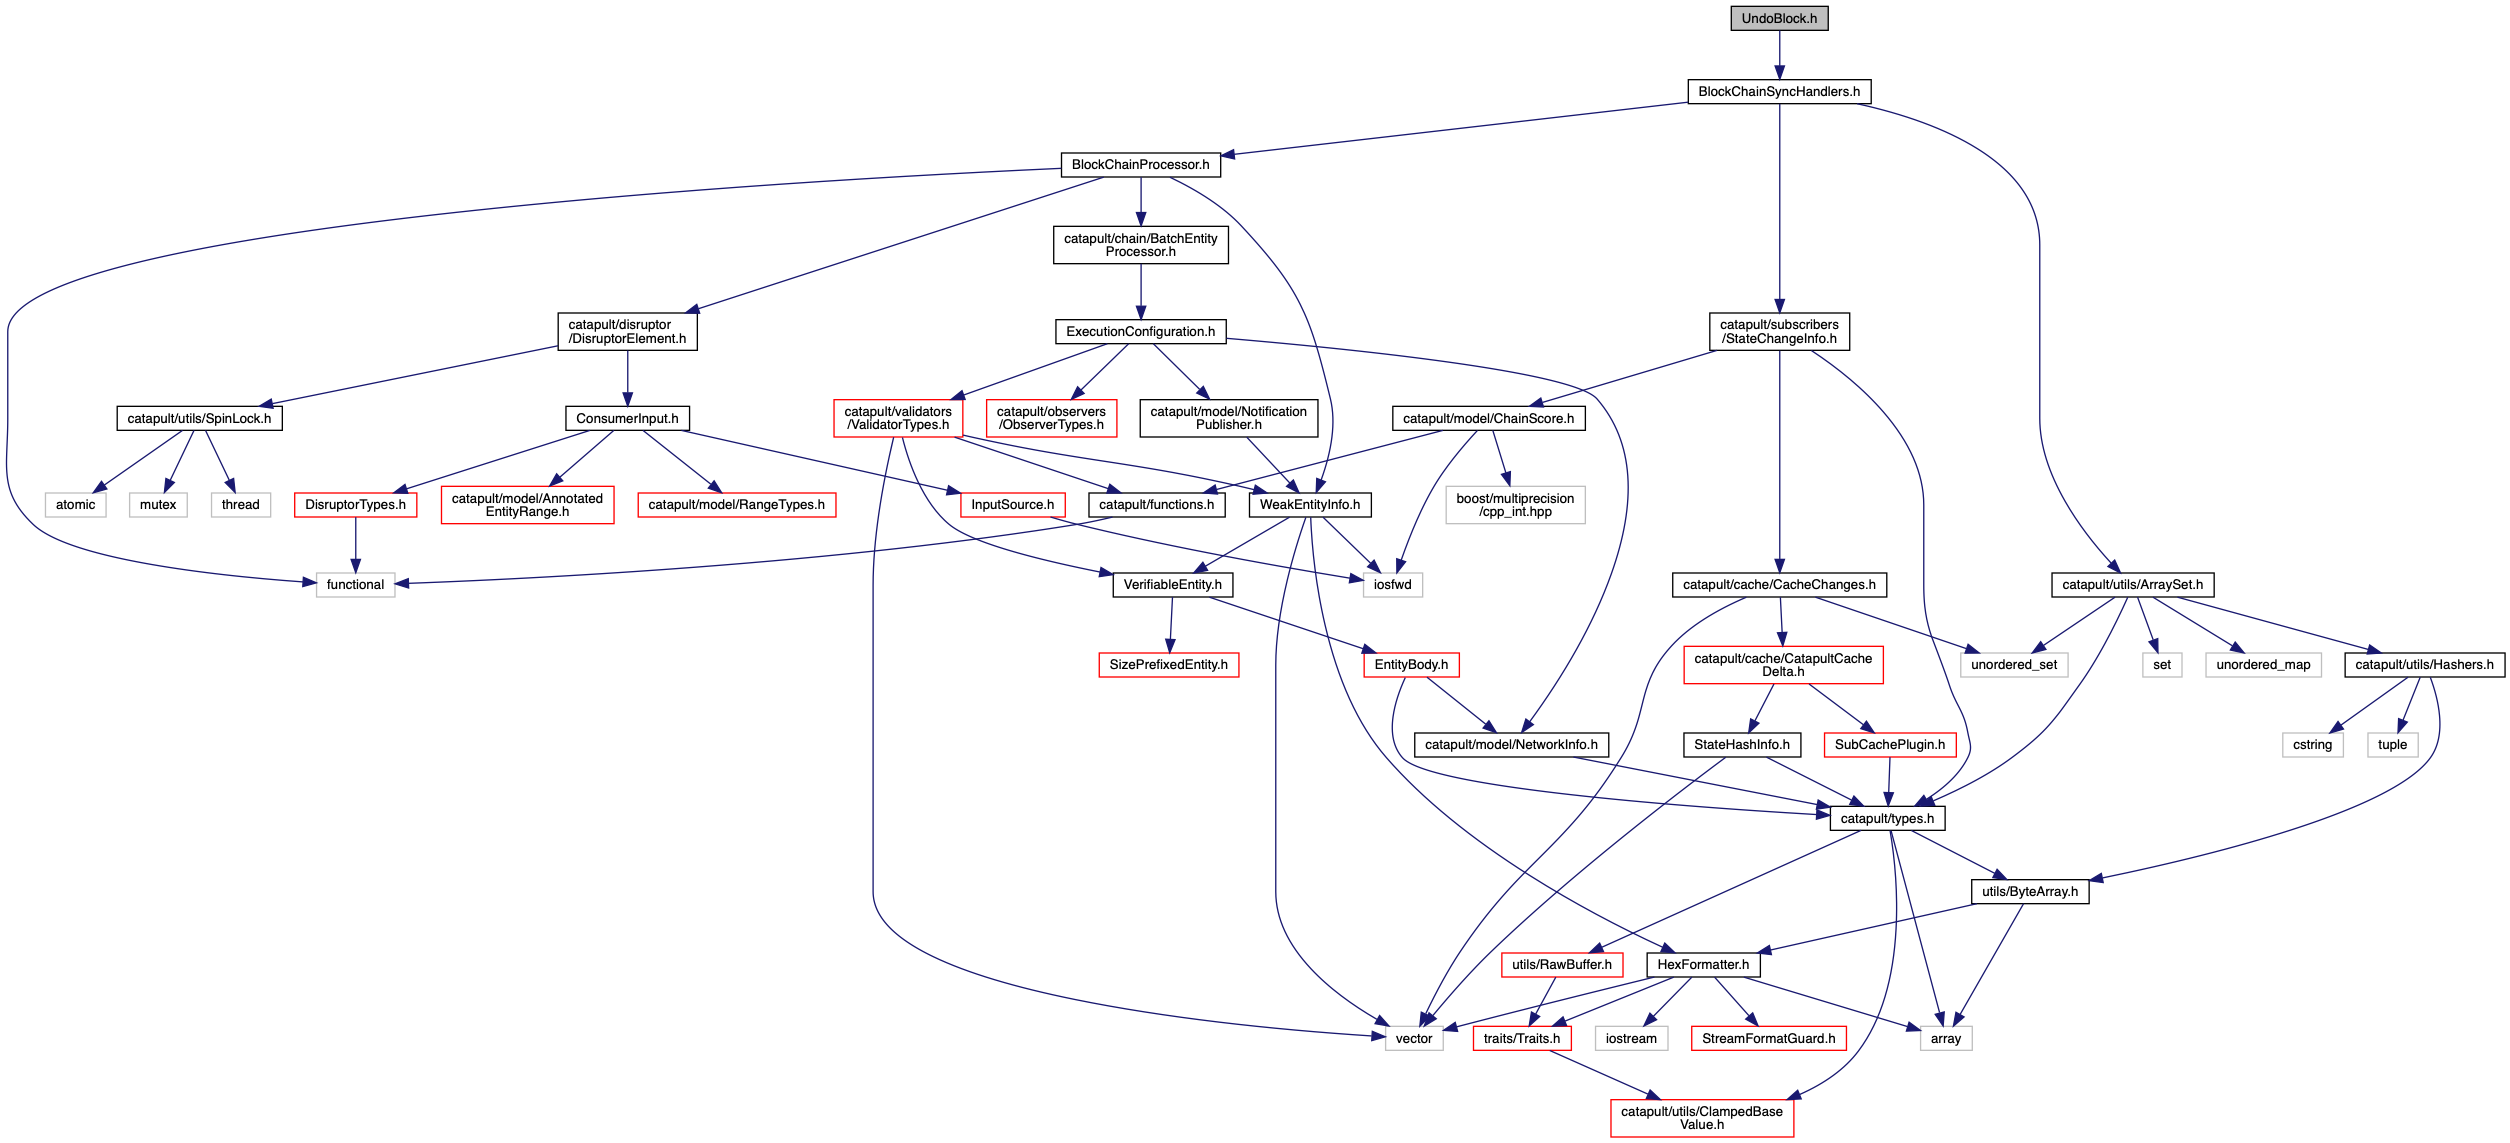 UndoBlock.h
BlockChainSyncHandlers.h
BlockChainProcessor.h
catapult/chain/BatchEntity
Processor.h
catapult/disruptor
/DisruptorElement.h
ExecutionConfiguration.h
catapult/subscribers
/StateChangeInfo.h
catapult/utils/SpinLock.h
ConsumerInput.h
catapult/validators
/ValidatorTypes.h
catapult/observers
/ObserverTypes.h
catapult/model/Notification
Publisher.h
catapult/model/ChainScore.h
atomic
mutex
thread
DisruptorTypes.h
catapult/model/Annotated
EntityRange.h
catapult/model/RangeTypes.h
InputSource.h
catapult/functions.h
WeakEntityInfo.h
boost/multiprecision
/cpp_int.hpp
functional
VerifiableEntity.h
iosfwd
catapult/cache/CacheChanges.h
catapult/utils/ArraySet.h
SizePrefixedEntity.h
EntityBody.h
catapult/cache/CatapultCache
Delta.h
unordered_set
set
unordered_map
catapult/utils/Hashers.h
catapult/model/NetworkInfo.h
StateHashInfo.h
SubCachePlugin.h
cstring
tuple
catapult/types.h
utils/ByteArray.h
utils/RawBuffer.h
HexFormatter.h
vector
traits/Traits.h
iostream
StreamFormatGuard.h
array
catapult/utils/ClampedBase
Value.h